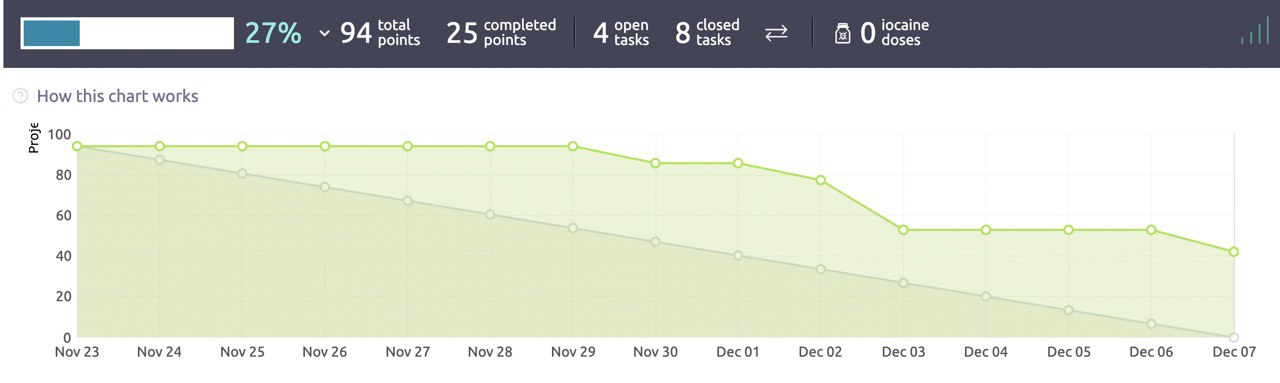 27% 94 total points 25 completed points 4 open tasks 8 closed tasks 0 iocaine doses
How this chart works
Proje
100
80
60
40
20
0
Nov 23 Nov 24 Nov 25 Nov 26 Nov 27 Nov 28 Nov 29 Nov 30 Dec 01 Dec 02 Dec 03 Dec 04 Dec 05 Dec 06 Dec 07